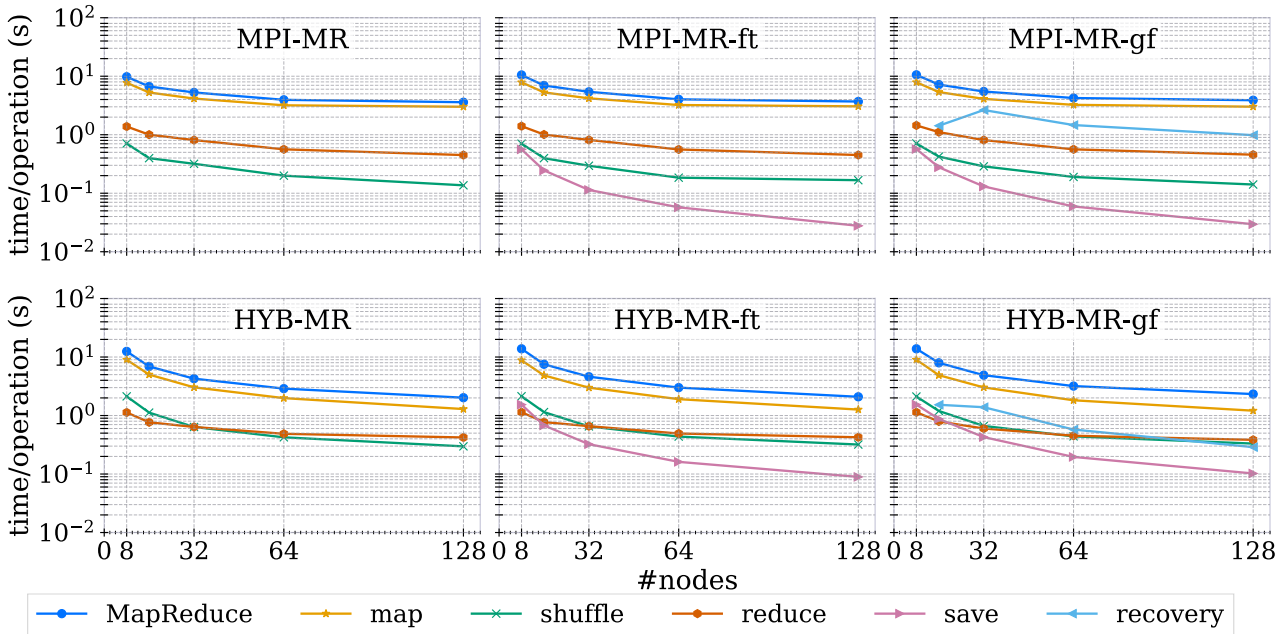 MPI-MR MPI-MR-ft MPI-MR-gf
time/operation (s)
10^2
10^1
10^0
10^-1
10^-2
HYB-MR HYB-MR-ft HYB-MR-gf
time/operation (s)
10^2
10^1
10^0
10^-1
10^-2
0 8 32 64 128 8 32 64 128 8 32 64 128
#nodes
MapReduce map shuffle reduce save recovery